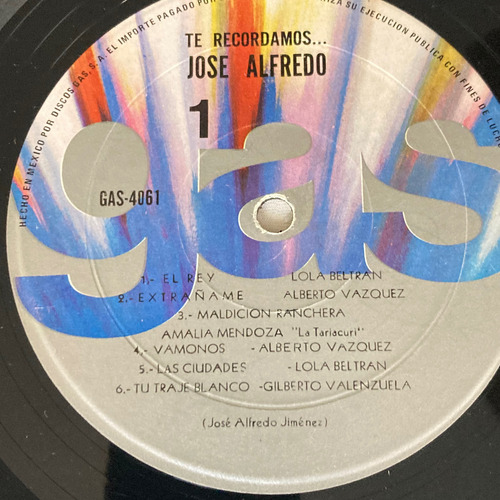 HECHO EN MEXICO POR DISCOS GAS, S.A. EL IMPORTE PAGADO POR
SU EJECUCION PUBLICA CON FINES DE LUCRO
TE RECORDAMOS...
JOSE ALFREDO
1
GAS-4061
gas
1.- EL REY LOLA BELTRAN
2.- EXTRAÑAME ALBERTO VAZQUEZ
3.- MALDICION RANCHERA
AMALIA MENDOZA "La Tariacuri"
4.- VAMONOS - ALBERTO VAZQUEZ
5.- LAS CIUDADES - LOLA BELTRAN
6.- TU TRAJE BLANCO - GILBERTO VALENZUELA
(José Alfredo Jiménez)